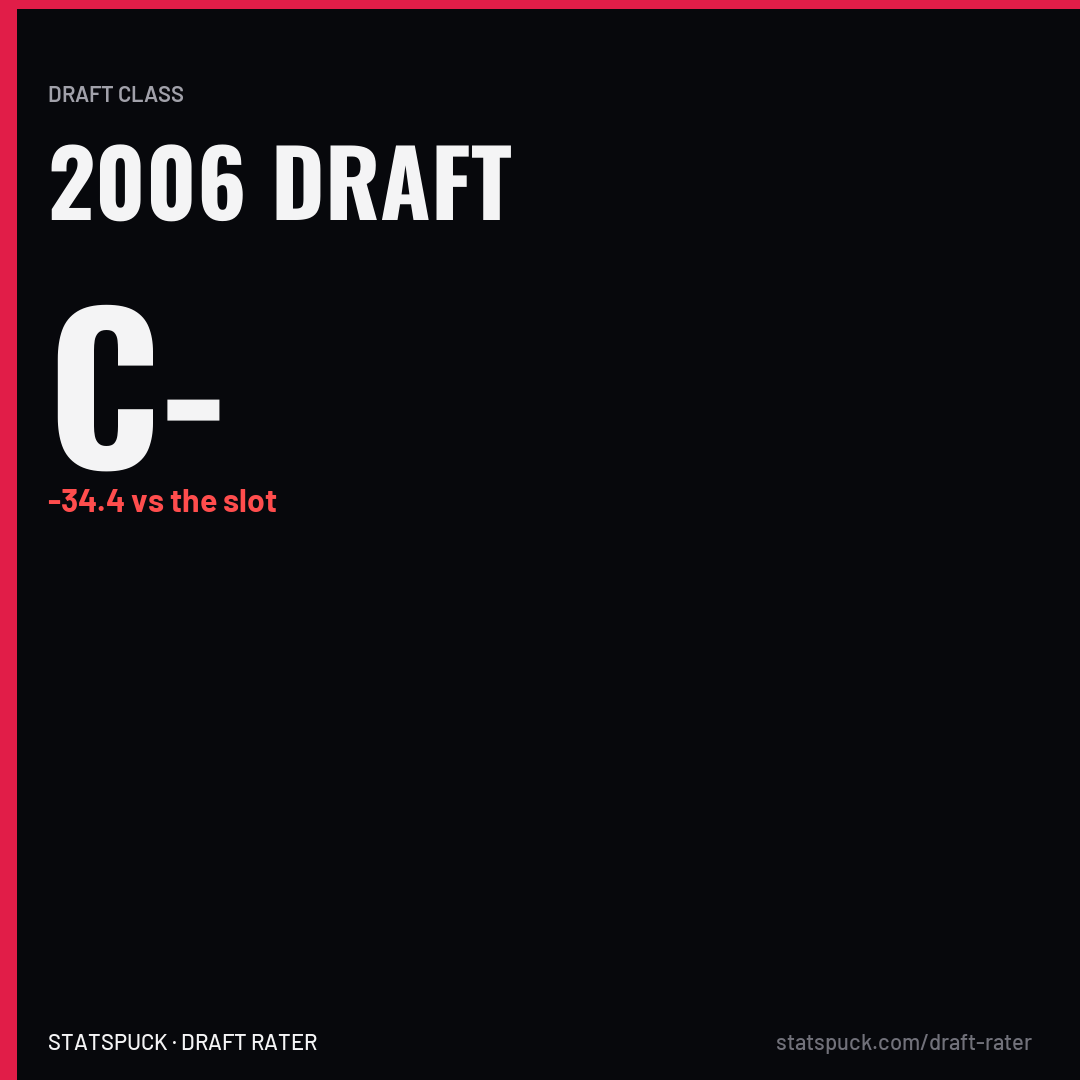 DRAFT CLASS
2006 DRAFT
C-
-34.4 vs the slot
STATSPUCK · DRAFT RATER
statspuck.com/draft-rater